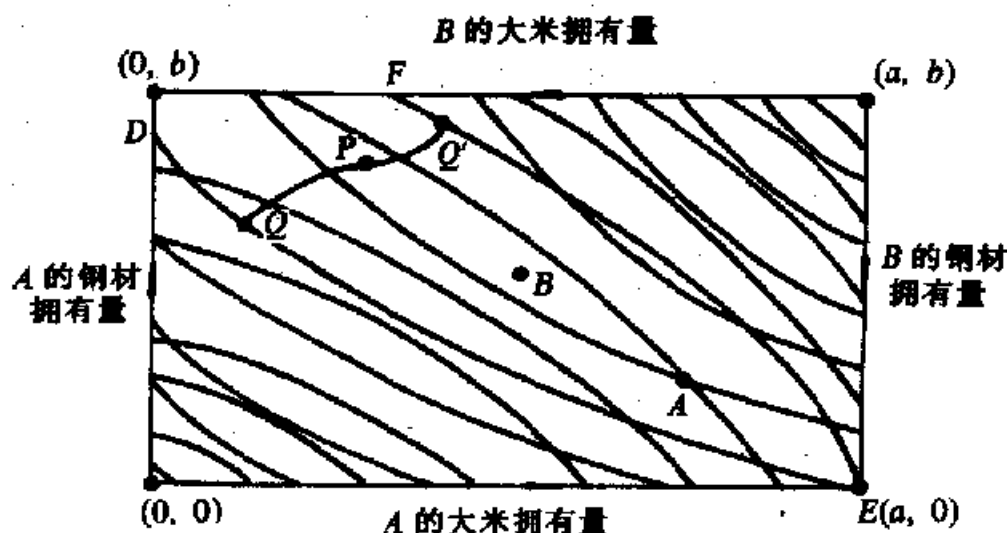 B 的大米拥有量
(0, b)
F
(a, b)
D
P
Q'
Q
A 的钢材
拥有量
B
B 的钢材
拥有量
A
(0, 0)
A 的大米拥有量
E(a, 0)